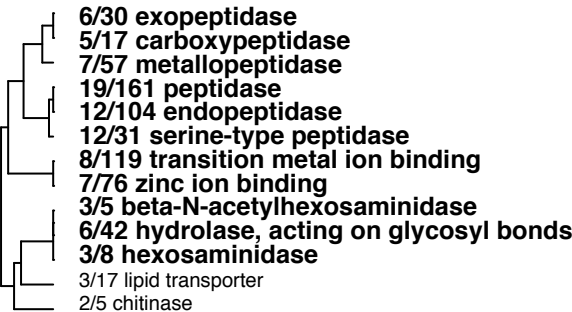 6/30 exopeptidase
5/17 carboxypeptidase
7/57 metallopeptidase
19/161 peptidase
12/104 endopeptidase
12/31 serine-type peptidase
8/119 transition metal ion binding
7/76 zinc ion binding
3/5 beta-N-acetylhexosaminidase
6/42 hydrolase, acting on glycosyl bonds
3/8 hexosaminidase
3/17 lipid transporter
2/5 chitinase